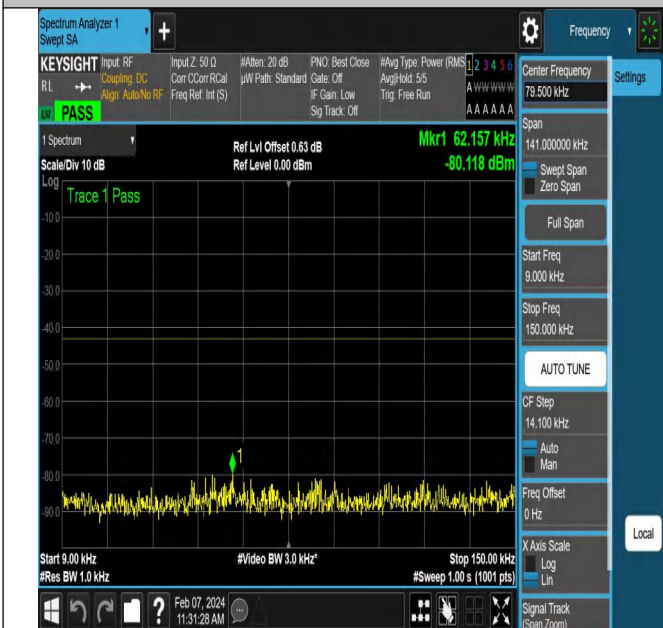 Spectrum Analyzer 1
Swept SA
+
Frequency
KEYSIGHT
RL
LXI
PASS
Input: RF
Coupling: DC
Align: Auto/No RF
Input Z: 50 Ω
Corr CCorr RCal
Freq Ref: Int (S)
#Atten: 20 dB
µW Path: Standard
PNO: Best Close
Gate: Off
IF Gain: Low
Sig Track: Off
#Avg Type: Power (RMS
Avg|Hold: 5/5
Trig: Free Run
1 2 3 4 5 6
A W W W W W
A A A A A A
1 Spectrum
Scale/Div 10 dB
Ref Lvl Offset 0.63 dB
Ref Level 0.00 dBm
Mkr1 62.157 kHz
-80.118 dBm
Log
Trace 1 Pass
-10.0
-20.0
-30.0
-40.0
-50.0
-60.0
-70.0
-80.0
-90.0
1
Start 9.00 kHz
#Res BW 1.0 kHz
#Video BW 3.0 kHz*
Stop 150.00 kHz
#Sweep 1.00 s (1001 pts)
?
Feb 07, 2024
11:31:28 AM
Center Frequency
79.500 kHz
Span
141.000000 kHz
Swept Span
Zero Span
Full Span
Start Freq
9.000 kHz
Stop Freq
150.000 kHz
AUTO TUNE
CF Step
14.100 kHz
Auto
Man
Freq Offset
0 Hz
X Axis Scale
Log
Lin
Signal Track
(Span Zoom)
Settings
Local